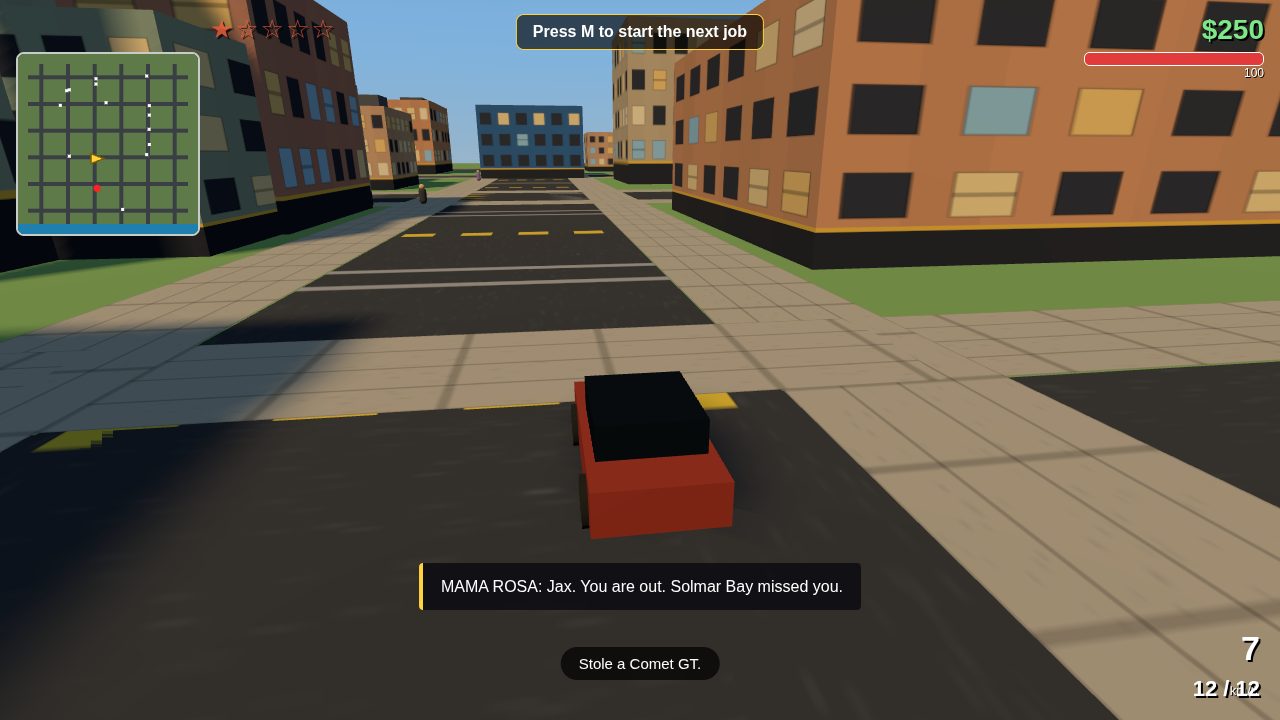 Press M to start the next job
$250
100
MAMA ROSA: Jax. You are out. Solmar Bay missed you.
Stole a Comet GT.
7
12 / 12